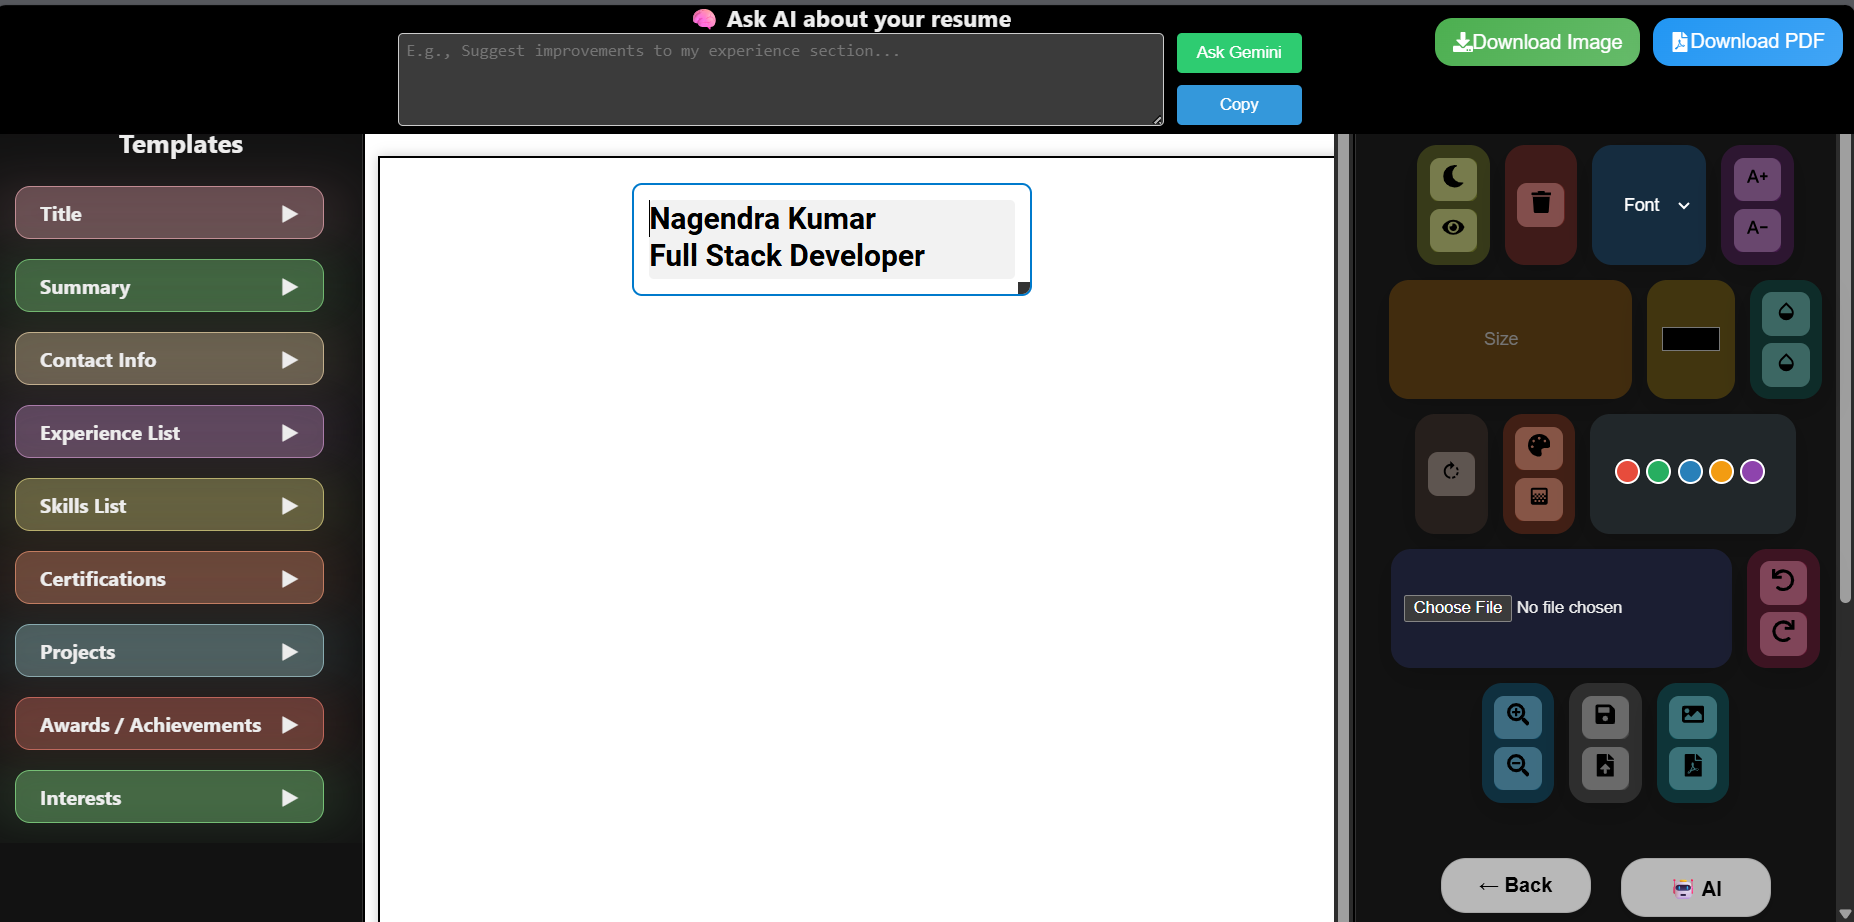 🧠 Ask AI about your resume
E.g., Suggest improvements to my experience section...
Ask Gemini
Copy
Download Image
Download PDF
Templates
Title
Summary
Contact Info
Experience List
Skills List
Certifications
Projects
Awards / Achievements
Interests
Nagendra Kumar
Full Stack Developer
Font
A+
A−
Size
Choose File No file chosen
← Back
🤖 AI